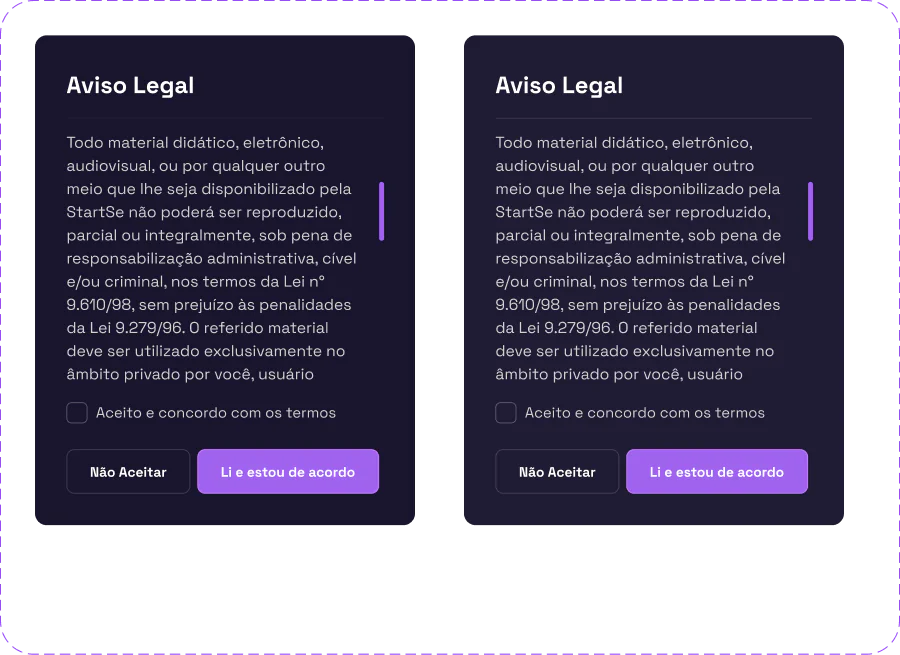 Aviso Legal
Todo material didático, eletrônico,
audiovisual, ou por qualquer outro
meio que lhe seja disponibilizado pela
StartSe não poderá ser reproduzido,
parcial ou integralmente, sob pena de
responsabilização administrativa, cível
e/ou criminal, nos termos da Lei n°
9.610/98, sem prejuízo às penalidades
da Lei 9.279/96. O referido material
deve ser utilizado exclusivamente no
âmbito privado por você, usuário
Aceito e concordo com os termos
Não Aceitar
Li e estou de acordo
Aviso Legal
Todo material didático, eletrônico,
audiovisual, ou por qualquer outro
meio que lhe seja disponibilizado pela
StartSe não poderá ser reproduzido,
parcial ou integralmente, sob pena de
responsabilização administrativa, cível
e/ou criminal, nos termos da Lei n°
9.610/98, sem prejuízo às penalidades
da Lei 9.279/96. O referido material
deve ser utilizado exclusivamente no
âmbito privado por você, usuário
Aceito e concordo com os termos
Não Aceitar
Li e estou de acordo